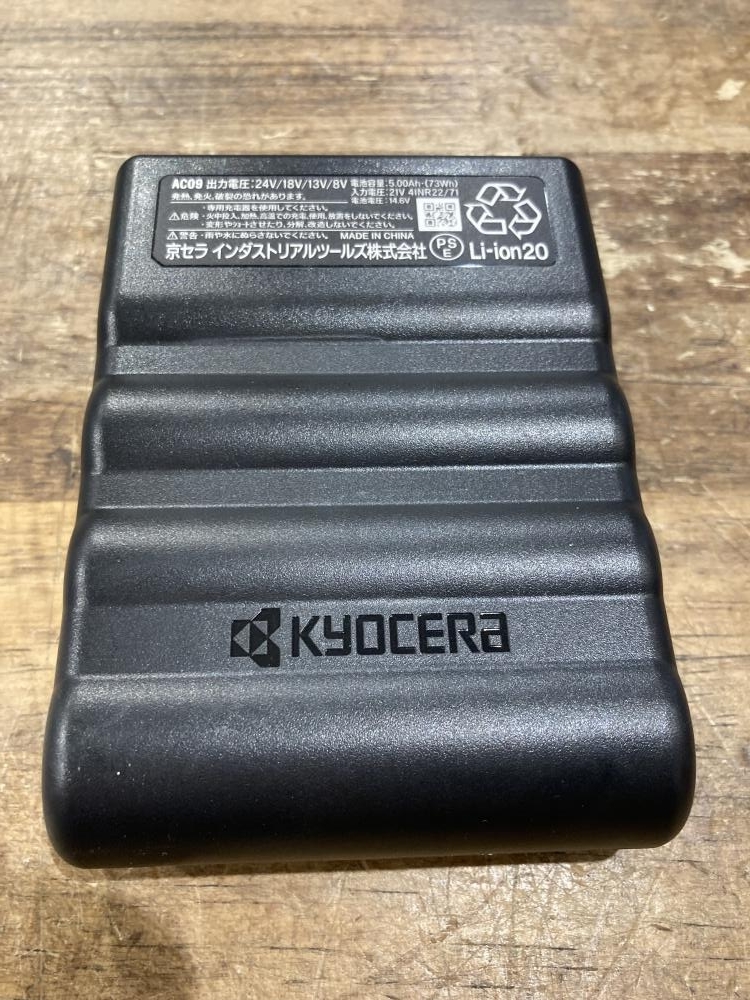 AC09 出力電圧:24V/18V/13V/8V 電池容量:5.00Ah-(73Wh)
発熱、発火、破裂の恐れがあります。 入力電圧:21V 4INR22/71
・専用充電器を使用してください。 電池電圧:14.6V
⚠危険・火中投入、加熱、高温での充電、使用、放置をしないでください。
・変形やショートさせたり、分解、改造しないでください。
⚠警告・雨や水にぬらさないでください。 MADE IN CHINA
京セラ インダストリアルツールズ株式会社 PSE Li-ion20
KYOCERA